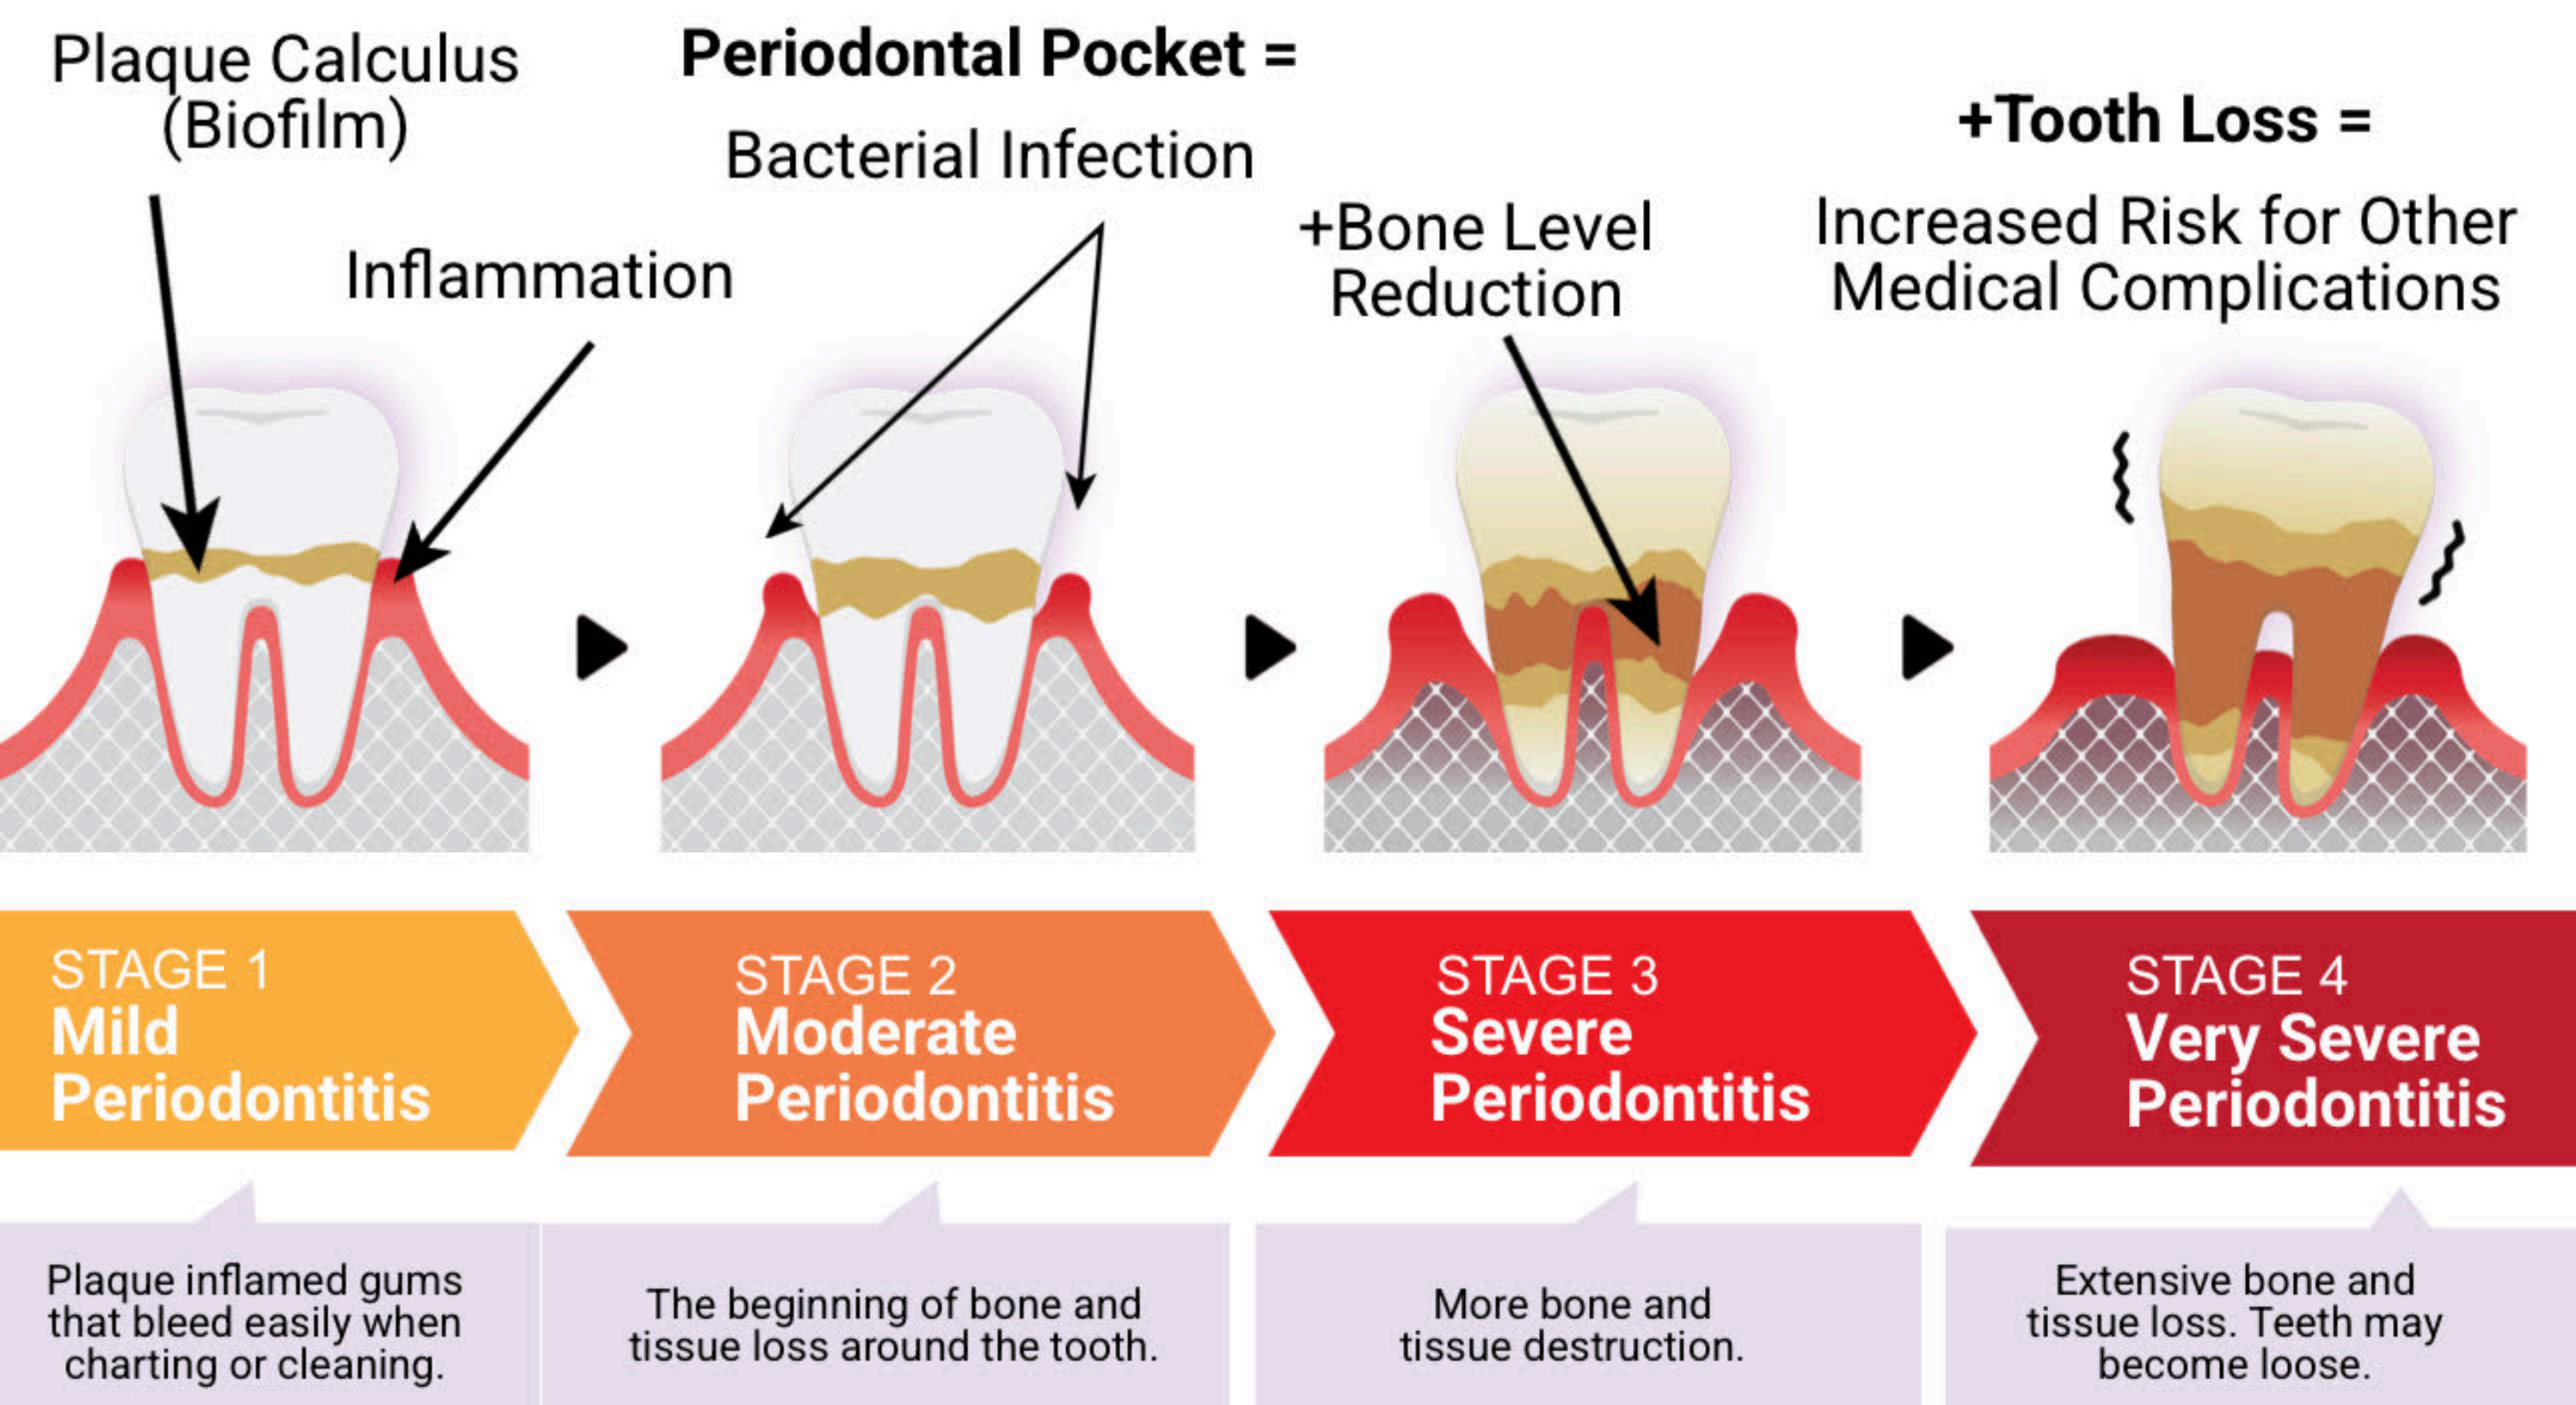 Plaque Calculus
(Biofilm)
Inflammation
Periodontal Pocket =
Bacterial Infection
+Bone Level
Reduction
+Tooth Loss =
Increased Risk for Other
Medical Complications
STAGE 1
Mild
Periodontitis
STAGE 2
Moderate
Periodontitis
STAGE 3
Severe
Periodontitis
STAGE 4
Very Severe
Periodontitis
Plaque inflamed gums
that bleed easily when
charting or cleaning.
The beginning of bone and
tissue loss around the tooth.
More bone and
tissue destruction.
Extensive bone and
tissue loss. Teeth may
become loose.